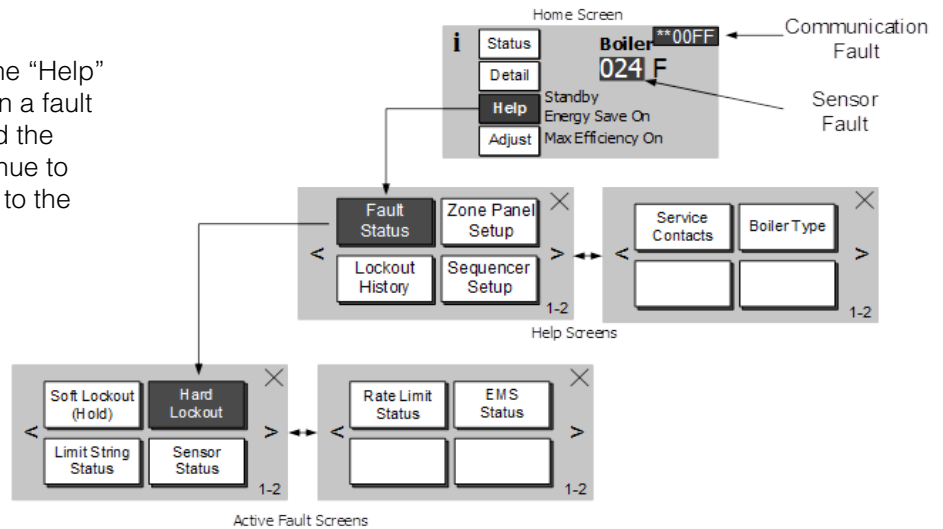 Home Screen
i
Status
Detail
Help
Adjust
Boiler
**00FF
024 F
Standby
Energy Save On
Max Efficiency On
Communication
Fault
Sensor
Fault
ne "Help"
n a fault
d the
nue to
to the
Fault
Status
Zone Panel
Setup
Lockout
History
Sequencer
Setup
<
>
1-2
Service
Contacts
Boiler Type
<
>
1-2
Help Screens
Soft Lockout
(Hold)
Hard
Lockout
Limit String
Status
Sensor
Status
<
>
1-2
Rate Limit
Status
EMS
Status
<
>
1-2
Active Fault Screens